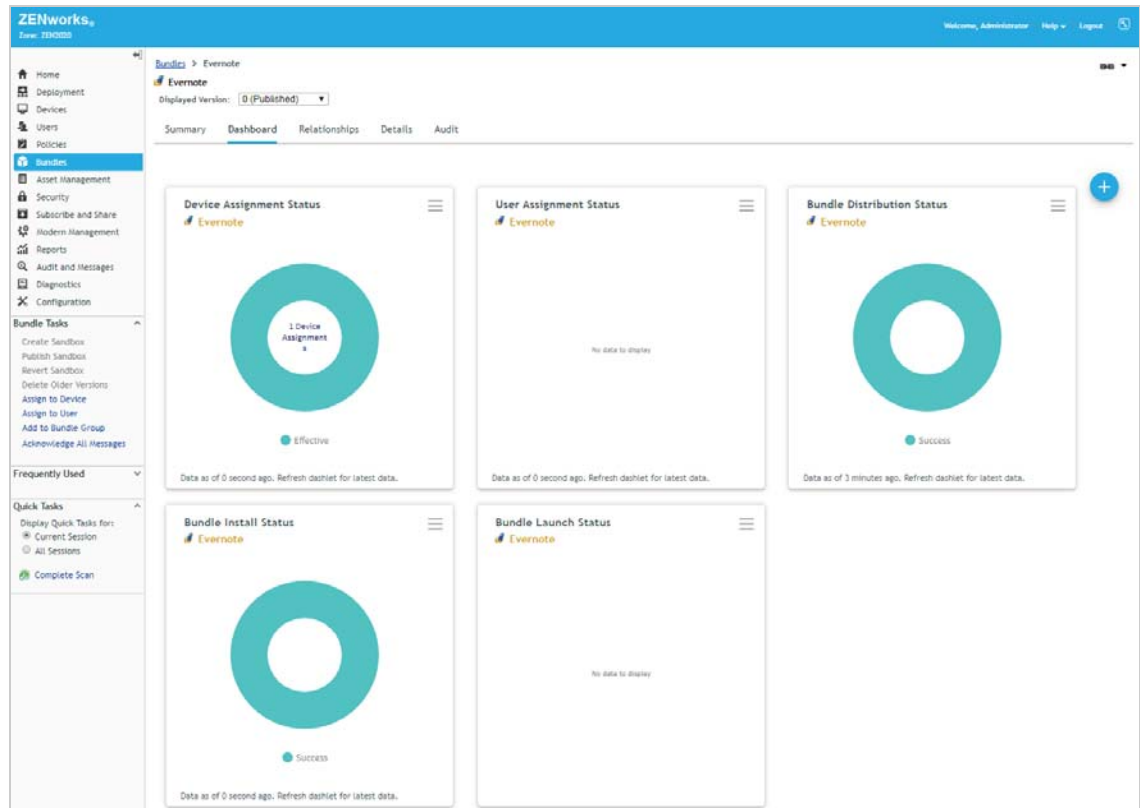 ZENworks®
Zone: ZEN2020
Welcome, Administrator Help Logout
Home
Deployment
Devices
Users
Policies
Bundles
Asset Management
Security
Subscribe and Share
Modern Management
Reports
Audit and Messages
Diagnostics
Configuration
Bundle Tasks
Create Sandbox
Publish Sandbox
Revert Sandbox
Delete Older Versions
Assign to Device
Assign to User
Add to Bundle Group
Acknowledge All Messages
Frequently Used
Quick Tasks
Display Quick Tasks for:
Current Session
All Sessions
Complete Scan
Bundles > Evernote
Evernote
Displayed Version: 0 (Published)
Summary Dashboard Relationships Details Audit
Device Assignment Status
Evernote
1 Device
Assignment
s
Effective
Data as of 0 second ago. Refresh dashlet for latest data.
User Assignment Status
Evernote
No data to display
Data as of 0 second ago. Refresh dashlet for latest data.
Bundle Distribution Status
Evernote
Success
Data as of 3 minutes ago. Refresh dashlet for latest data.
Bundle Install Status
Evernote
Success
Data as of 0 second ago. Refresh dashlet for latest data.
Bundle Launch Status
Evernote
No data to display